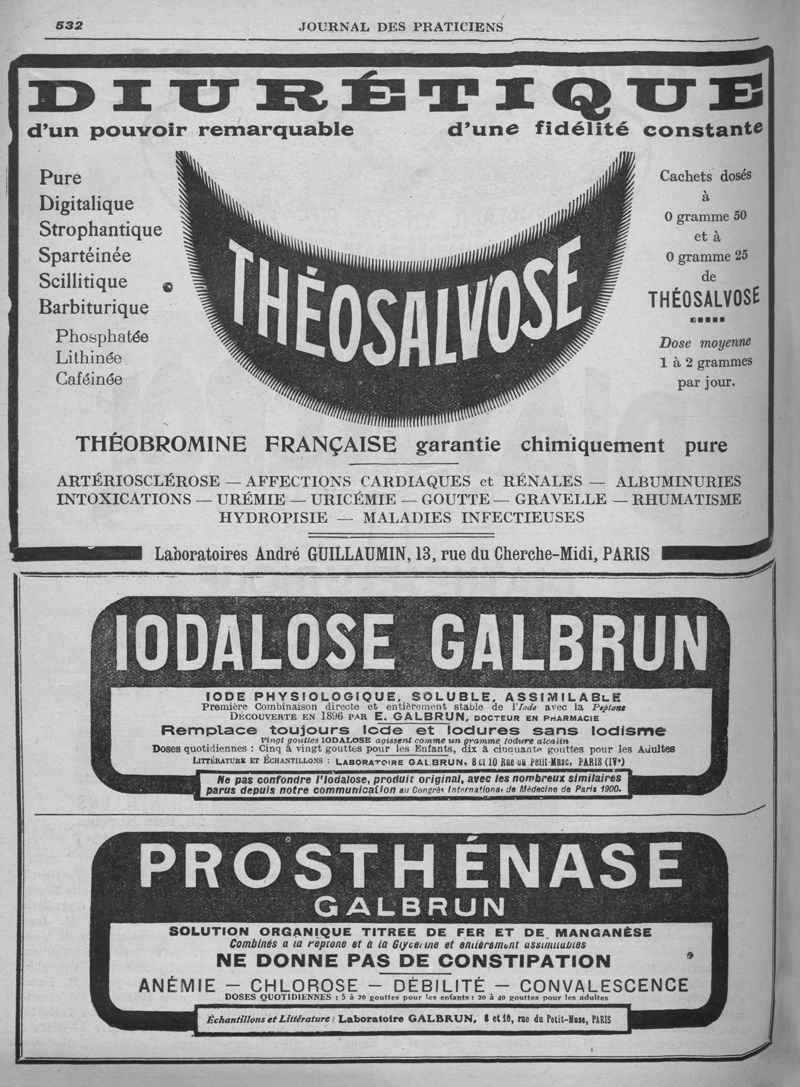 532
JOURNAL DES PRATICIENS
DIURÉTIQUE
d'un pouvoir remarquable d'une fidélité constante
Pure
Digitalique
Strophantique
Spartéinée
Scillitique
Barbiturique
Phosphatée
Lithinée
Caféinée
THÉOSALVOSE
Cachets dosés
à
0 gramme 50
et à
0 gramme 25
de
THÉOSALVOSE
Dose moyenne
1 à 2 grammes
par jour.
THÉOBROMINE FRANÇAISE garantie chimiquement pure
ARTÉRIOSCLÉROSE — AFFECTIONS CARDIAQUES et RÉNALES — ALBUMINURIES
INTOXICATIONS — URÉMIE — URICÉMIE — GOUTTE — GRAVELLE — RHUMATISME
HYDROPISIE — MALADIES INFECTIEUSES
Laboratoires André GUILLAUMIN, 13, rue du Cherche-Midi, PARIS
IODALOSE GALBRUN
IODE PHYSIOLOGIQUE, SOLUBLE, ASSIMILABLE
Première Combinaison directe et entièrement stable de l'Iode avec la Peptone
DÉCOUVERTE EN 1896 PAR E. GALBRUN, DOCTEUR EN PHARMACIE
Remplace toujours Iode et Iodures sans Iodisme
Vingt gouttes IODALOSE agissent comme un gramme Iodure alcalin
Doses quotidiennes : Cinq à vingt gouttes pour les Enfants, dix à cinquante gouttes pour les Adultes
LITTÉRATURE ET ÉCHANTILLONS : LABORATOIRE GALBRUN, 8 et 10 Rue du Petit-Musc, PARIS (IVe)
Ne pas confondre l'Iodalose, produit original, avec les nombreux similaires
parus depuis notre communication au Congrès International de Médecine de Paris 1900.
PROSTHÉNASE
GALBRUN
SOLUTION ORGANIQUE TITREE DE FER ET DE MANGANÈSE
Combinés à la Peptone et à la Glycérine et entièrement assimilables
NE DONNE PAS DE CONSTIPATION
ANÉMIE — CHLOROSE — DÉBILITÉ — CONVALESCENCE
DOSES QUOTIDIENNES : 5 à 20 gouttes pour les enfants : 20 à 40 gouttes pour les adultes
Échantillons et Littérature : Laboratoire GALBRUN, 8 et 10, rue du Petit-Musc, PARIS